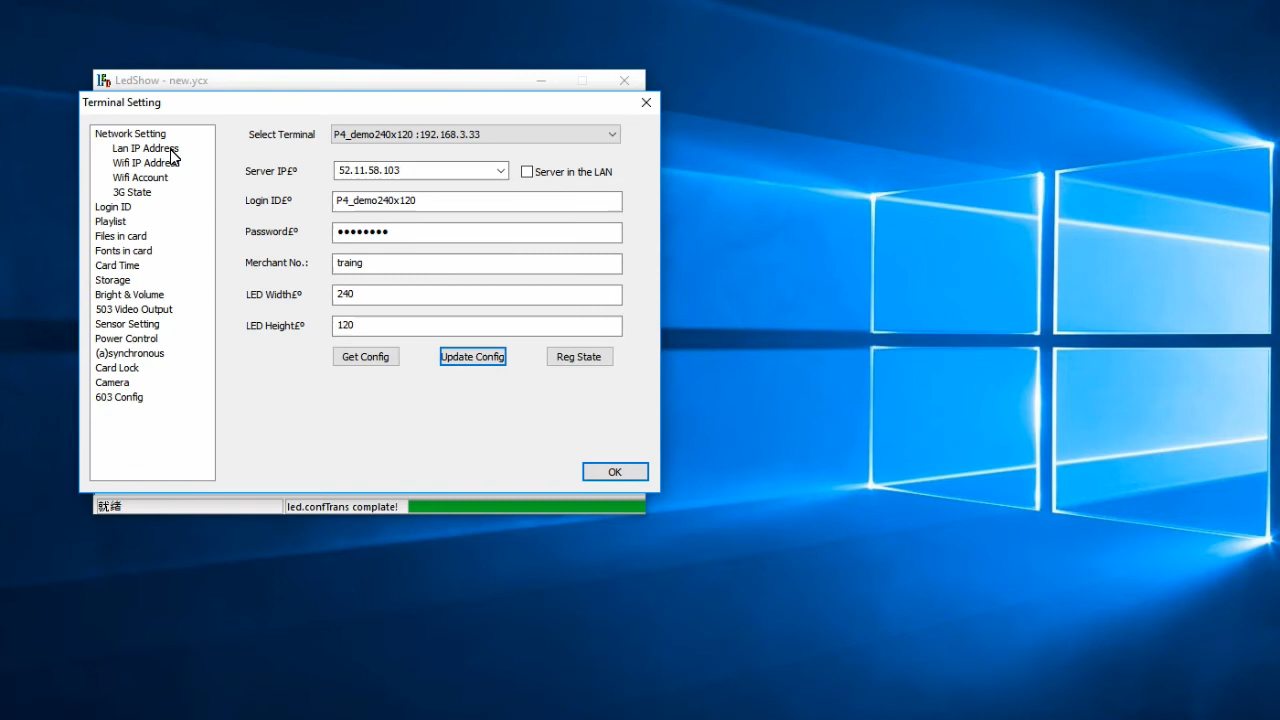 LedShow - new.ycx
Terminal Setting
Network Setting
Lan IP Address
Wifi IP Address
Wifi Account
3G State
Login ID
Playlist
Files in card
Fonts in card
Card Time
Storage
Bright & Volume
503 Video Output
Sensor Setting
Power Control
(a)synchronous
Card Lock
Camera
603 Config
Select Terminal P4_demo240x120 :192.168.3.33
Server IP£º 52.11.58.103 Server in the LAN
Login ID£º P4_demo240x120
Password£º ●●●●●●●●
Merchant No.: traing
LED Width£º 240
LED Height£º 120
Get Config Update Config Reg State
OK
就绪 led.confTrans complate!